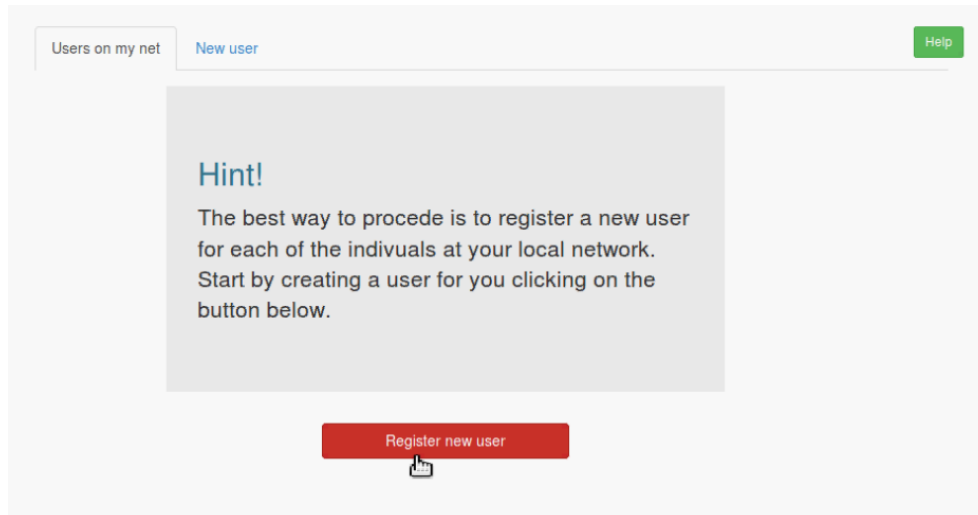 Users on my net
New user
Help
Hint!
The best way to procede is to register a new user
for each of the indivuals at your local network.
Start by creating a user for you clicking on the
button below.
Register new user